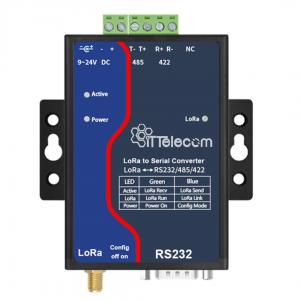 - + T- T+ R+ R- NC
9~24V DC 485 422
Active
LoRa
Power
iTTelecom
LoRa to Serial Converter
LoRa RS232/485/422
LED Green Blue
Active LoRa Recv LoRa Send
LoRa LoRa Run LoRa Link
Power Power On Config Mode
LoRa
Config
off on
RS232